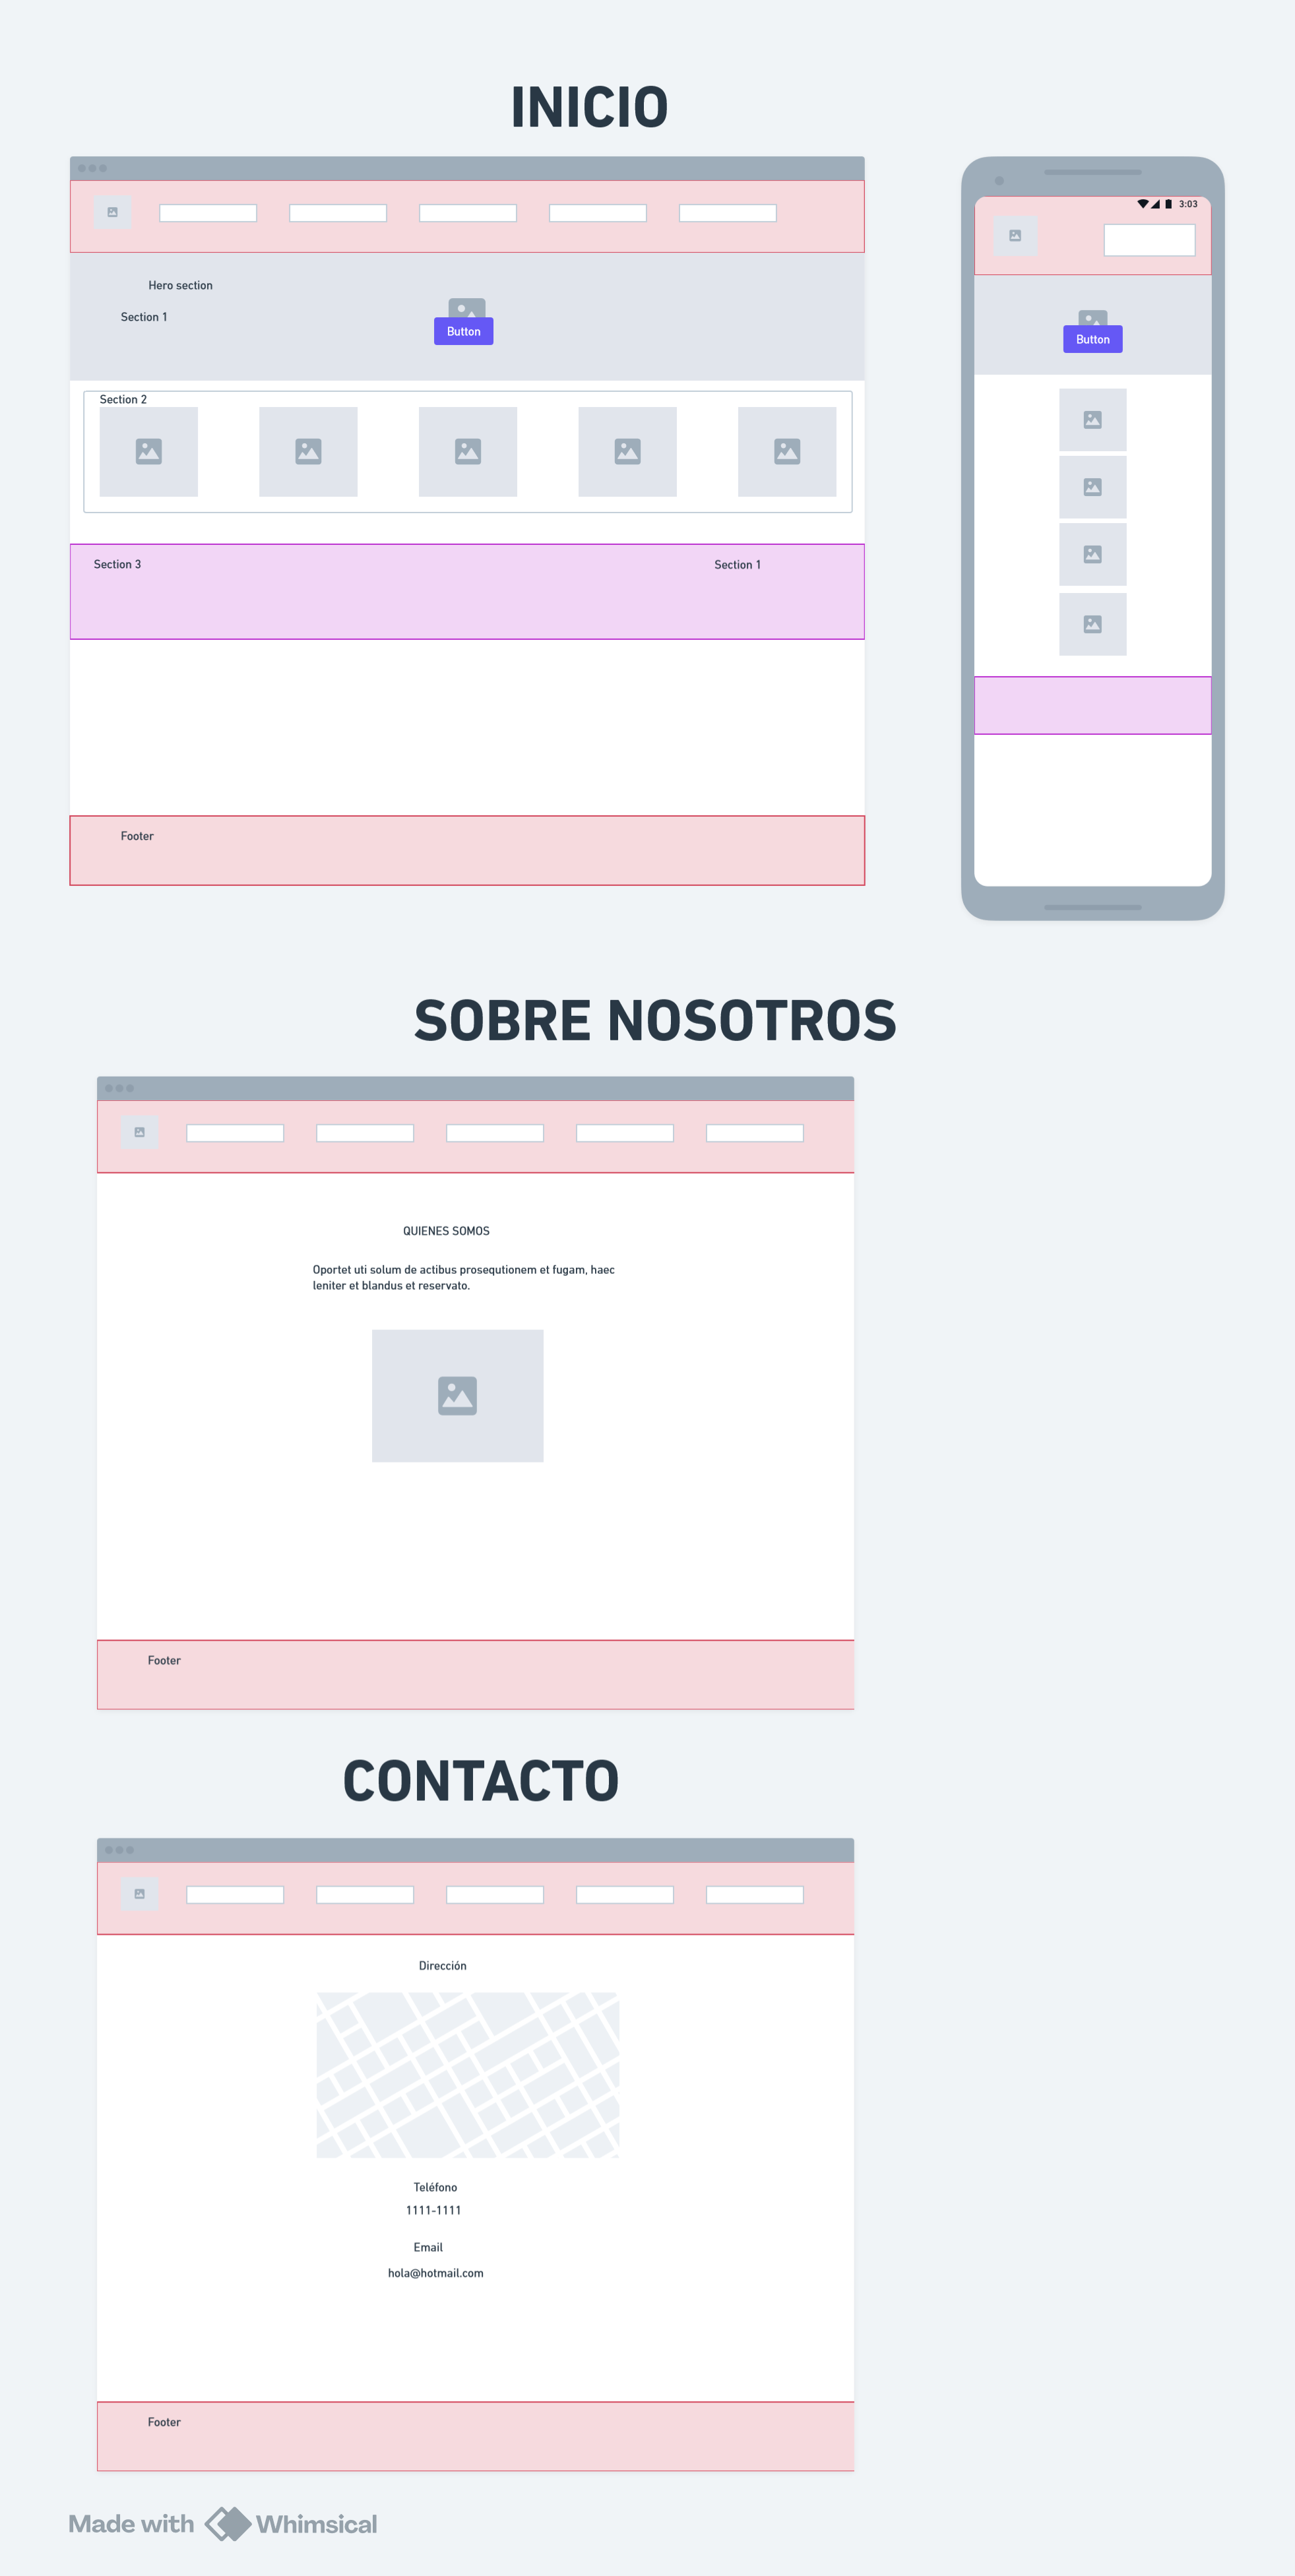 INICIO
3:03
Hero section
Section 1
Button
Button
Section 2
Section 3
Section 1
Footer
SOBRE NOSOTROS
QUIENES SOMOS
Oportet uti solum de actibus prosequtionem et fugam, haec
leniter et blandus et reservato.
Footer
CONTACTO
Dirección
Teléfono
1111-1111
Email
hola@hotmail.com
Footer
Made with Whimsical